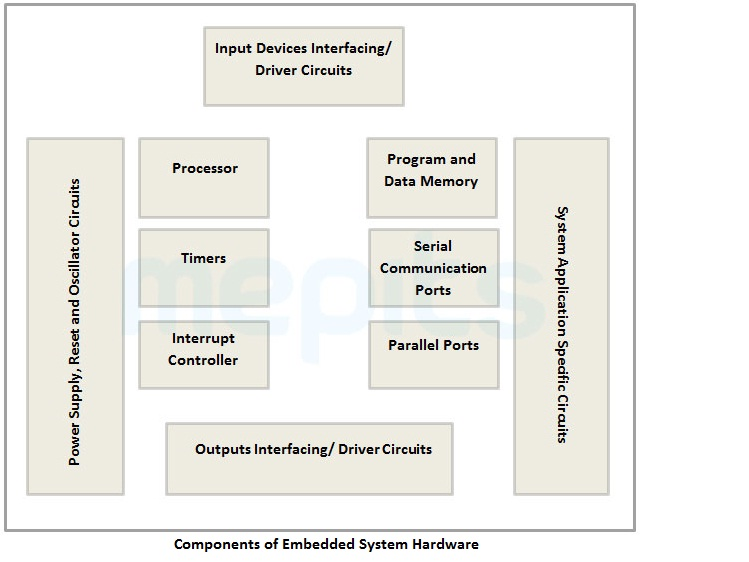 Input Devices Interfacing/
Driver Circuits
Power Supply, Reset and Oscillator Circuits
Processor
Program and
Data Memory
System Application Specific Circuits
Timers
Serial
Communication
Ports
Interrupt
Controller
Parallel Ports
mepits
Outputs Interfacing/ Driver Circuits
Components of Embedded System Hardware